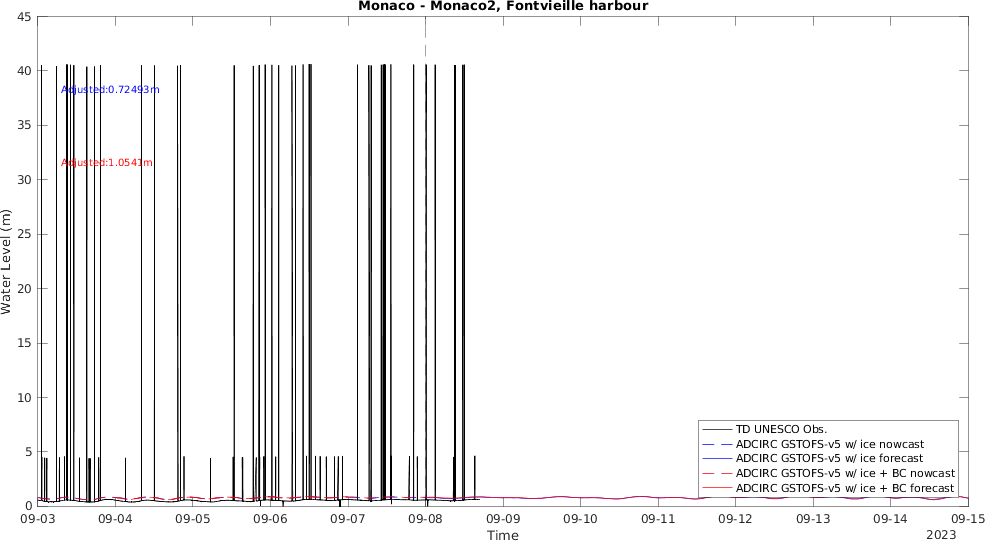 Monaco - Monaco2, Fontvieille harbour
45
40
35
30
25
20
15
10
5
0
Water Level (m)
Adjusted:0.72493m
Adjusted:1.0541m
TD UNESCO Obs.
ADCIRC GSTOFS-v5 w/ ice nowcast
ADCIRC GSTOFS-v5 w/ ice forecast
ADCIRC GSTOFS-v5 w/ ice + BC nowcast
ADCIRC GSTOFS-v5 w/ ice + BC forecast
09-03 09-04 09-05 09-06 09-07 09-08 09-09 09-10 09-11 09-12 09-13 09-14 09-15
Time
2023